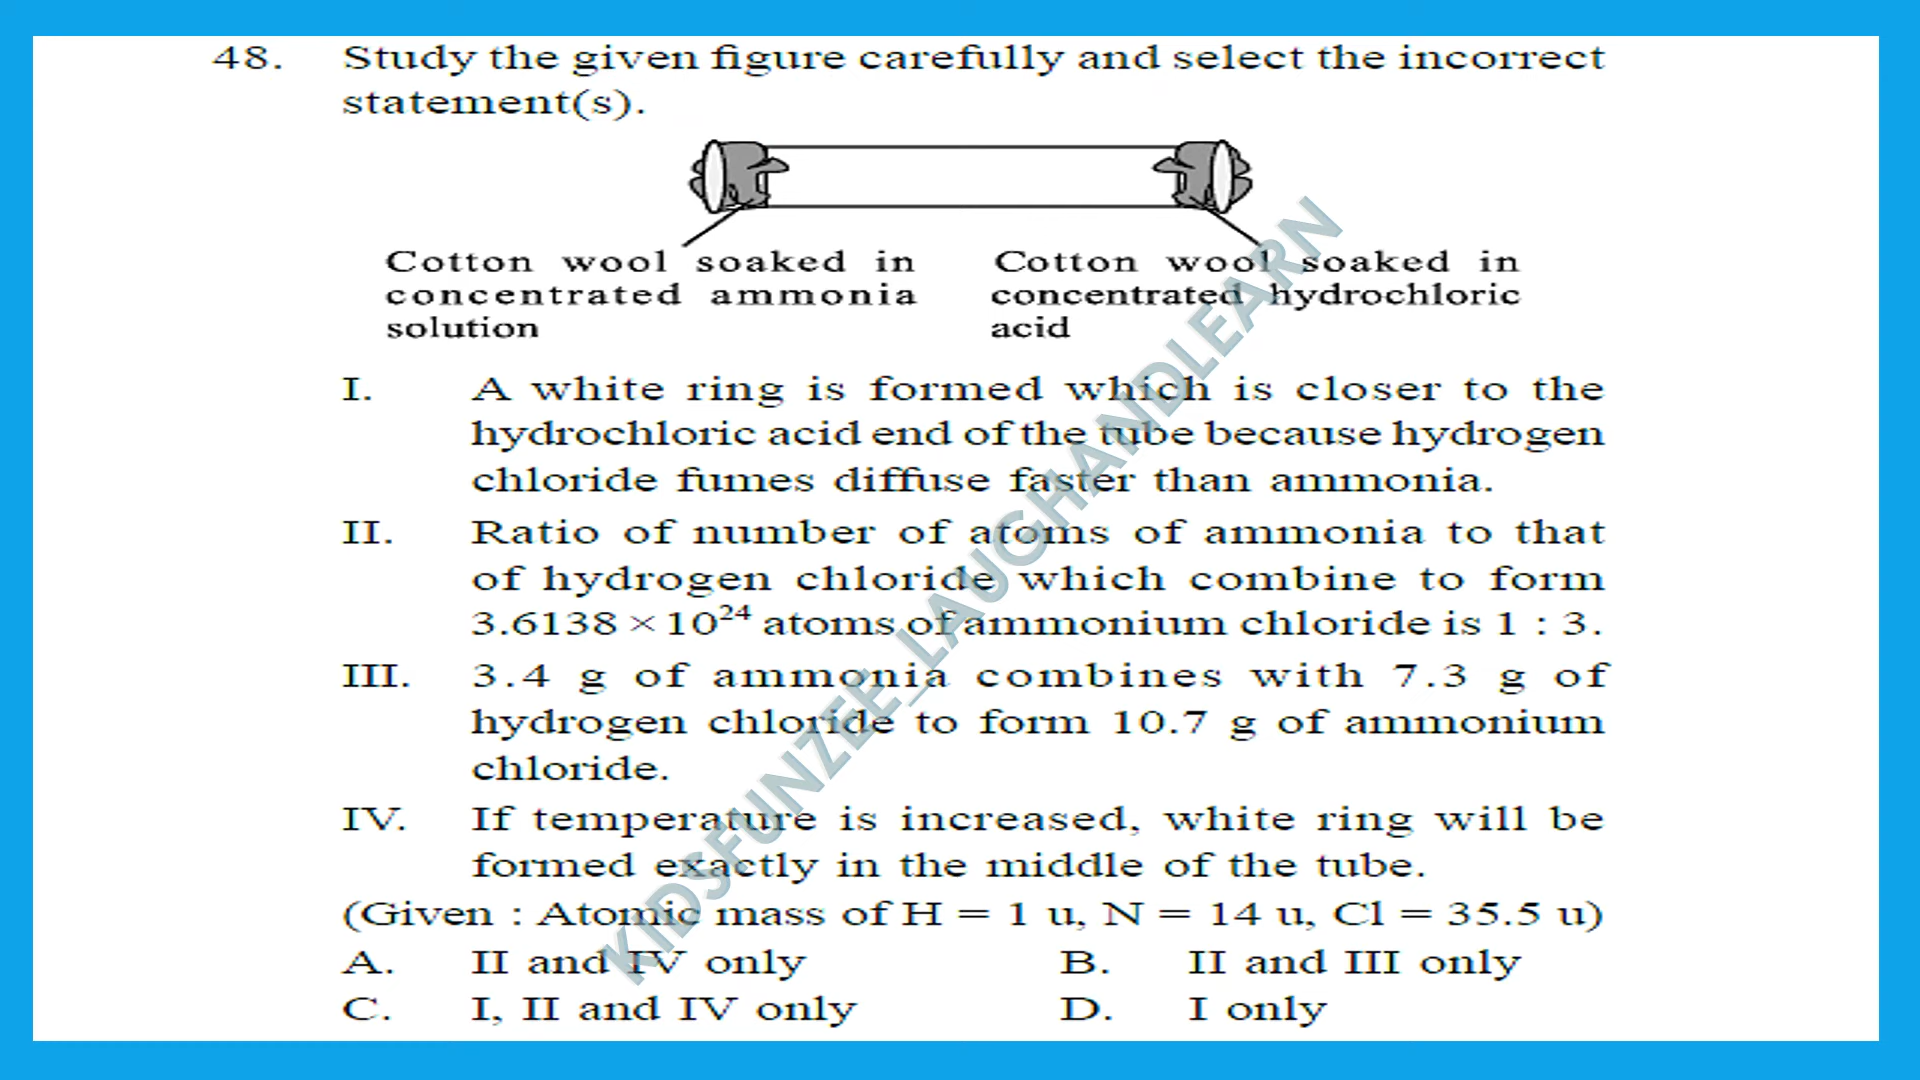 48. Study the given figure carefully and select the incorrect
statement(s).
Cotton wool soaked in
concentrated ammonia
solution
Cotton wool soaked in
concentrated hydrochloric
acid
I. A white ring is formed which is closer to the
hydrochloric acid end of the tube because hydrogen
chloride fumes diffuse faster than ammonia.
II. Ratio of number of atoms of ammonia to that
of hydrogen chloride which combine to form
3.6138 × 10²⁴ atoms of ammonium chloride is 1 : 3.
III. 3.4 g of ammonia combines with 7.3 g of
hydrogen chloride to form 10.7 g of ammonium
chloride.
IV. If temperature is increased, white ring will be
formed exactly in the middle of the tube.
(Given : Atomic mass of H = 1 u, N = 14 u, Cl = 35.5 u)
A. II and IV only B. II and III only
C. I, II and IV only D. I only
KIDSFUNZEE_LAUGHANDLEARN